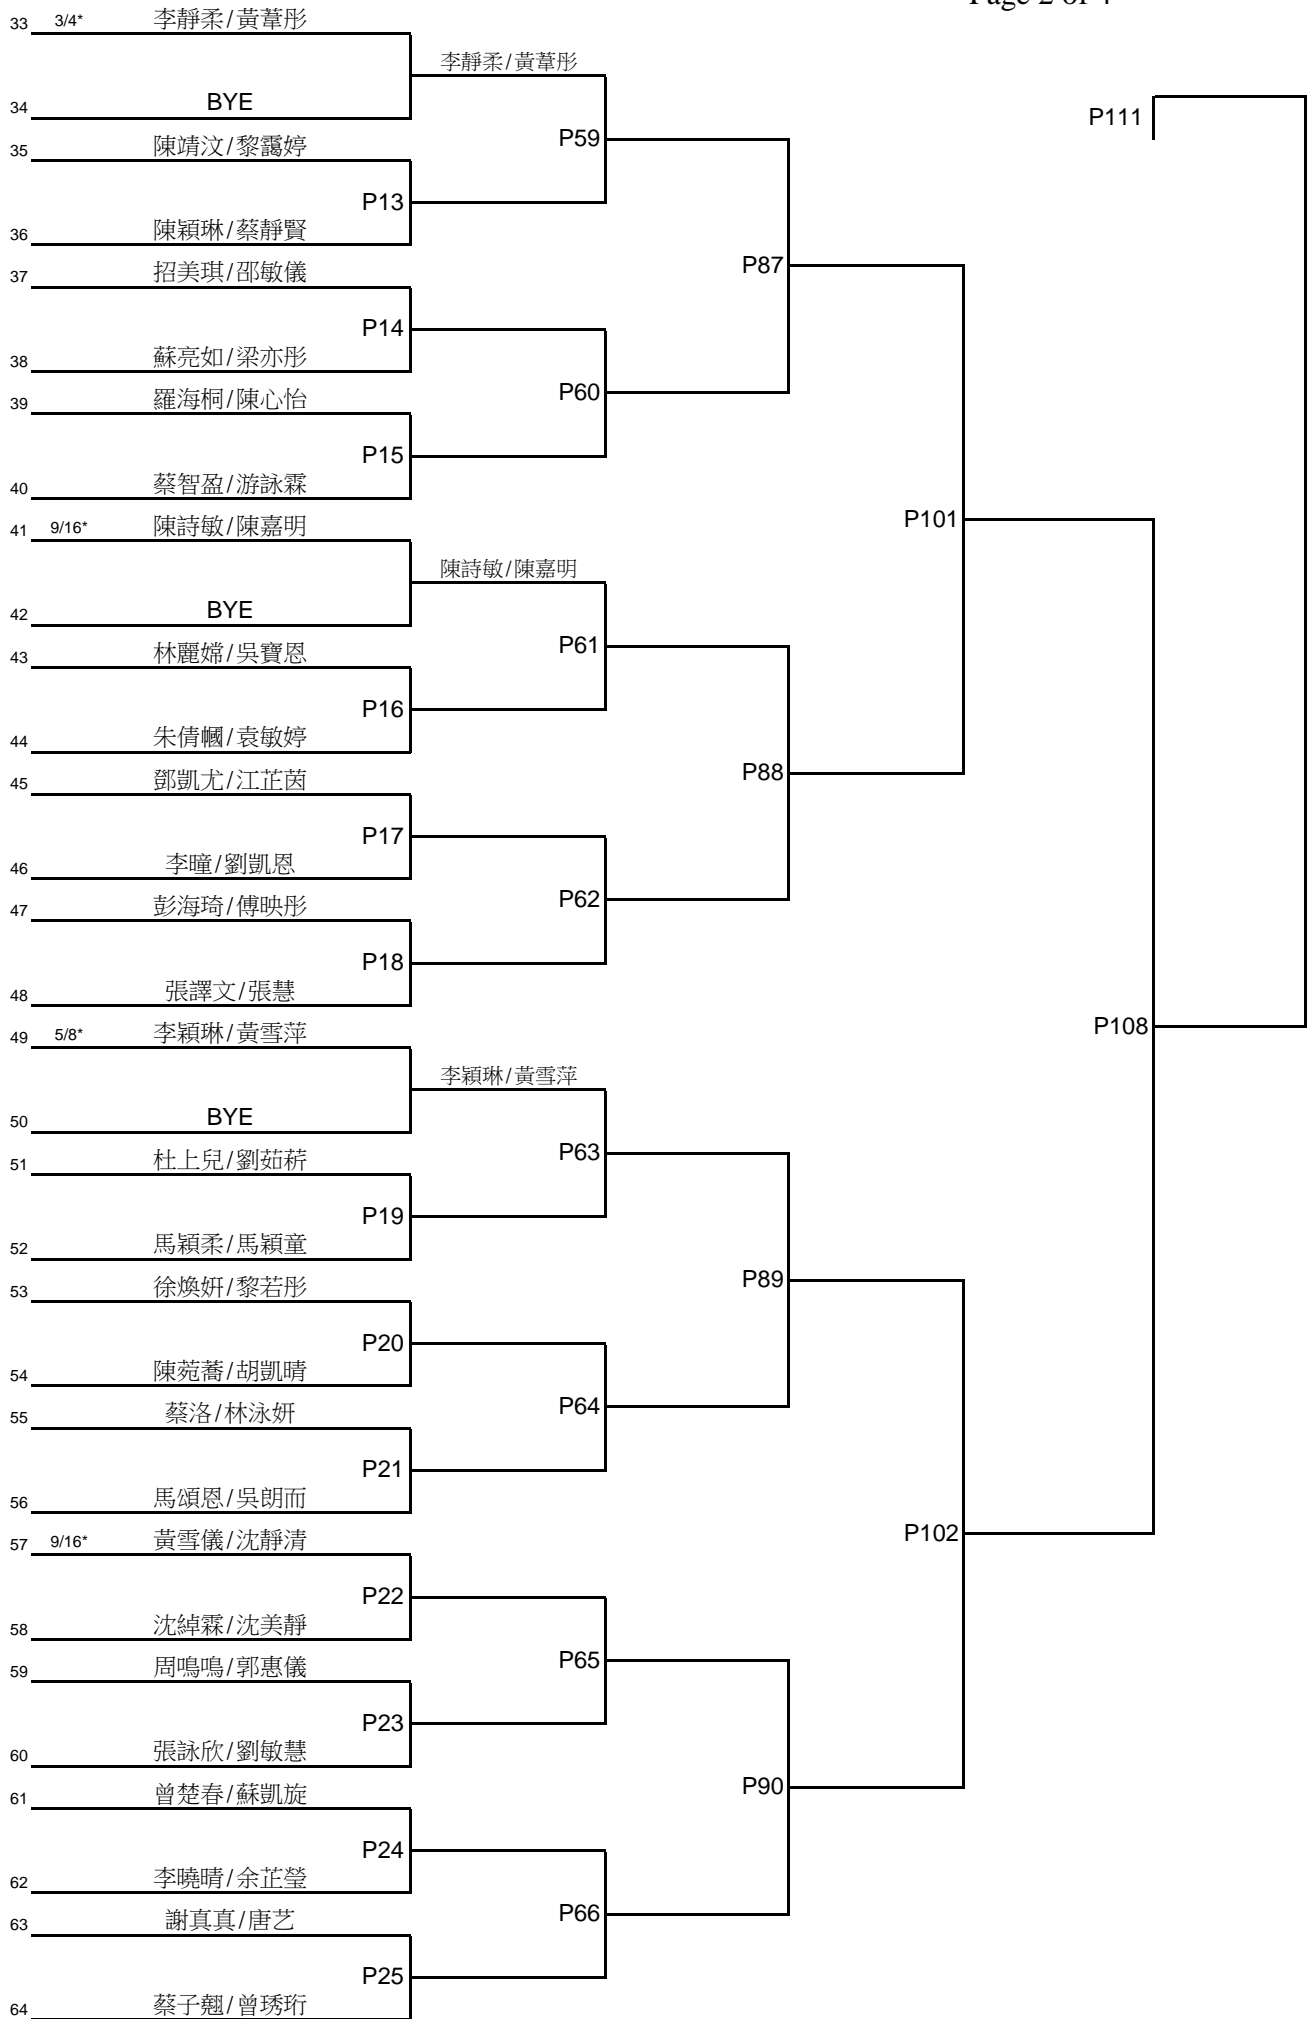 Page 2 of 4
33 3/4* 李靜柔/黃葦彤
李靜柔/黃葦彤
34 BYE
P111
P59
35 陳靖汶/黎靄婷
P13
36 陳穎琳/蔡靜賢
P87
37 招美琪/邵敏儀
P14
38 蘇亮如/梁亦彤
P60
39 羅海桐/陳心怡
P15
40 蔡智盈/游詠霖
P101
41 9/16* 陳詩敏/陳嘉明
陳詩敏/陳嘉明
42 BYE
P61
43 林麗嫦/吳寶恩
P16
44 朱倩幗/袁敏婷
P88
45 鄧凱尤/江芷茵
P17
46 李曈/劉凱恩
P62
47 彭海琦/傅映彤
P18
48 張譯文/張慧
P108
49 5/8* 李穎琳/黃雪萍
李穎琳/黃雪萍
50 BYE
P63
51 杜上兒/劉茹菥
P19
52 馬穎柔/馬穎童
P89
53 徐煥妍/黎若彤
P20
54 陳菀蕎/胡凱晴
P64
55 蔡洛/林泳妍
P21
56 馬頌恩/吳朗而
P102
57 9/16* 黃雪儀/沈靜清
P22
58 沈綽霖/沈美靜
P65
59 周鳴鳴/郭惠儀
P23
60 張詠欣/劉敏慧
P90
61 曾楚春/蘇凱旋
P24
62 李曉晴/余芷瑩
P66
63 謝真真/唐艺
P25
64 蔡子翹/曾琇珩